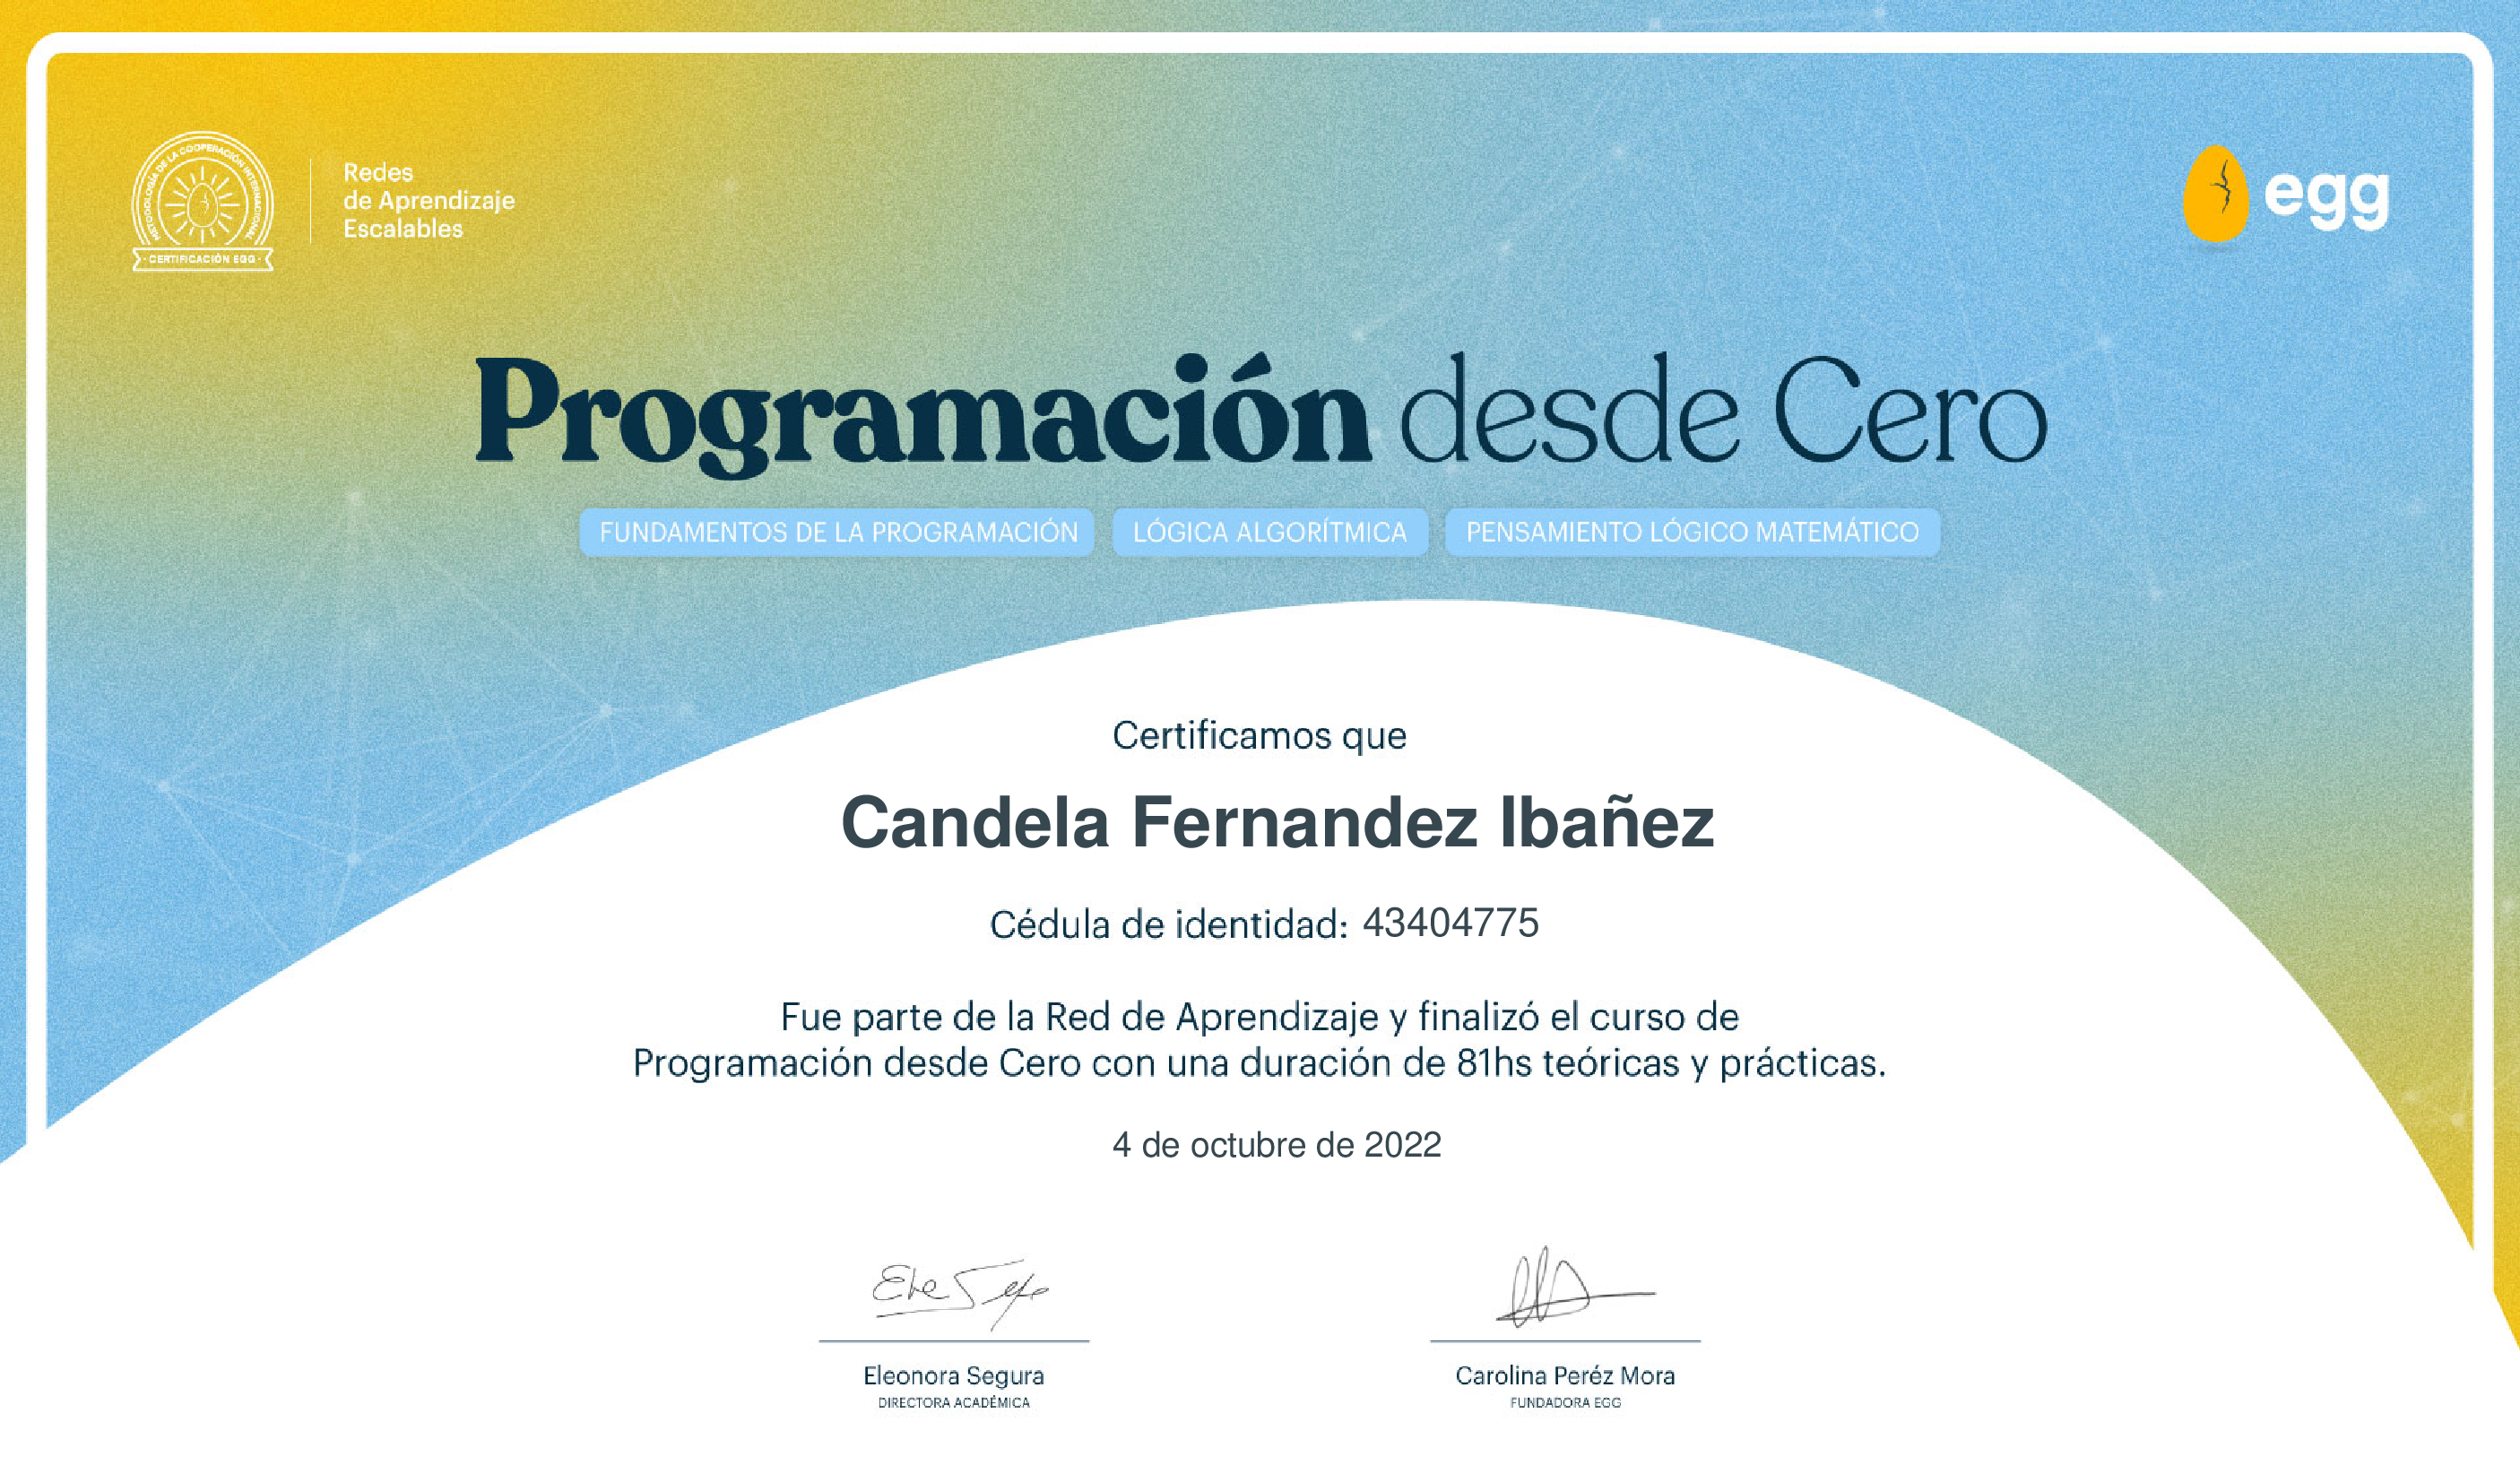 METODOLOGÍA DE LA COOPERACIÓN INTERNACIONAL
· CERTIFICACIÓN EGG ·
Redes
de Aprendizaje
Escalables
egg
Programación desde Cero
FUNDAMENTOS DE LA PROGRAMACIÓN
LÓGICA ALGORÍTMICA
PENSAMIENTO LÓGICO MATEMÁTICO
Certificamos que
Candela Fernandez Ibañez
Cédula de identidad: 43404775
Fue parte de la Red de Aprendizaje y finalizó el curso de
Programación desde Cero con una duración de 81hs teóricas y prácticas.
4 de octubre de 2022
Eleonora Segura
DIRECTORA ACADÉMICA
Carolina Peréz Mora
FUNDADORA EGG